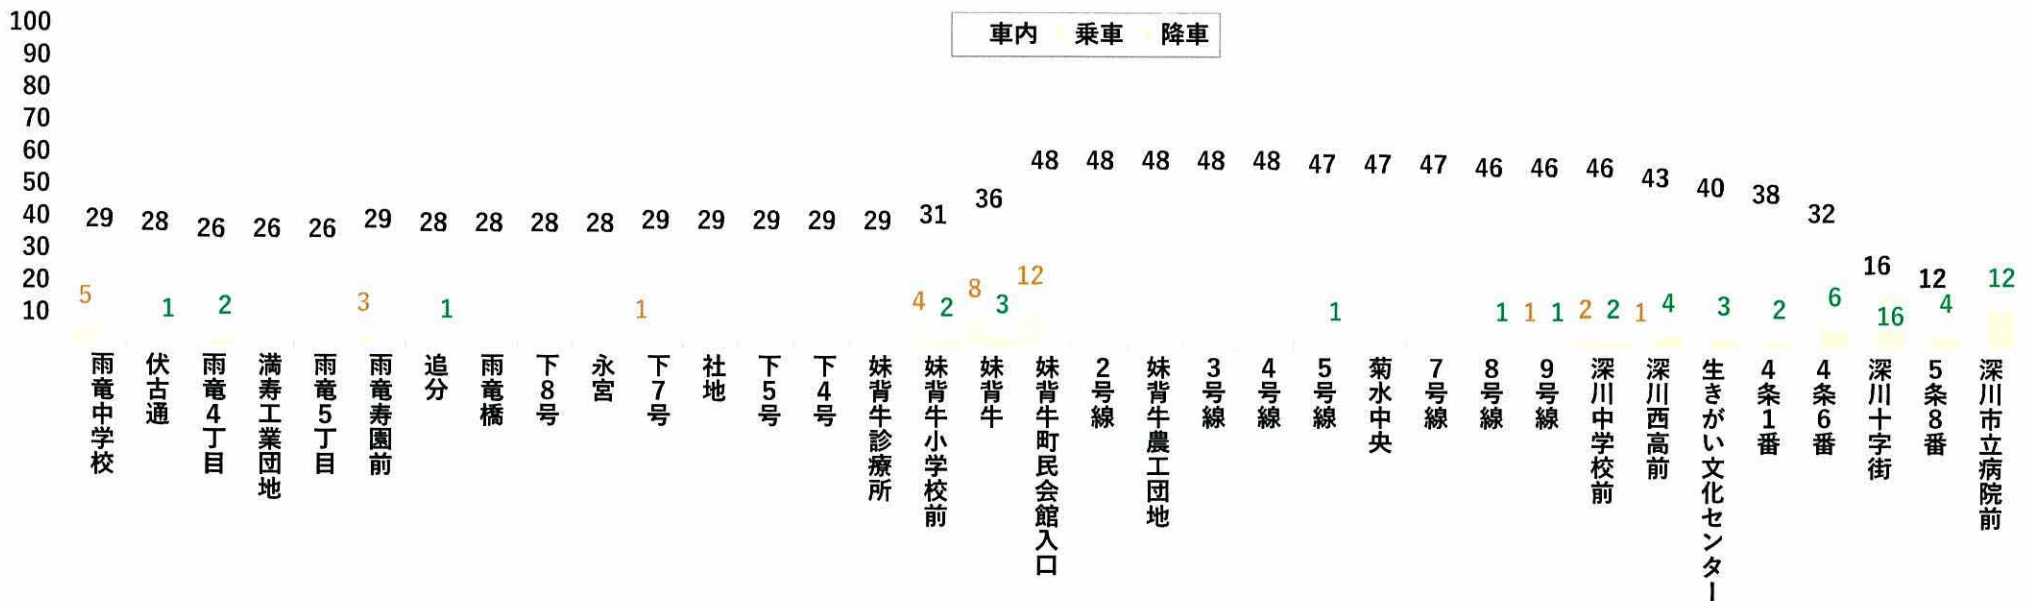 車内 乗車 降車
100
90
80
70
60
50
40
30
20
10
29 28 26 26 26 29 28 28 28 28 29 29 29 29 29 31 36 48 48 48 48 48 47 47 47 46 46 46 43 40 38 32 16 12
5 3 1 4 8 12 1 2 1
1 2 1 2 3 1 1 1 2 4 3 2 6 16 4 12
雨竜中学校
伏古通
雨竜4丁目
満寿工業団地
雨竜5丁目
雨竜寿園前
追分
雨竜橋
下8号
永宮
下7号
社地
下5号
下4号
妹背牛診療所
妹背牛小学校前
妹背牛
妹背牛町民会館入口
2号線
妹背牛農工団地
3号線
4号線
5号線
菊水中央
7号線
8号線
9号線
深川中学校前
深川西高前
生きがい文化センター
4条1番
4条6番
深川十字街
5条8番
深川市立病院前